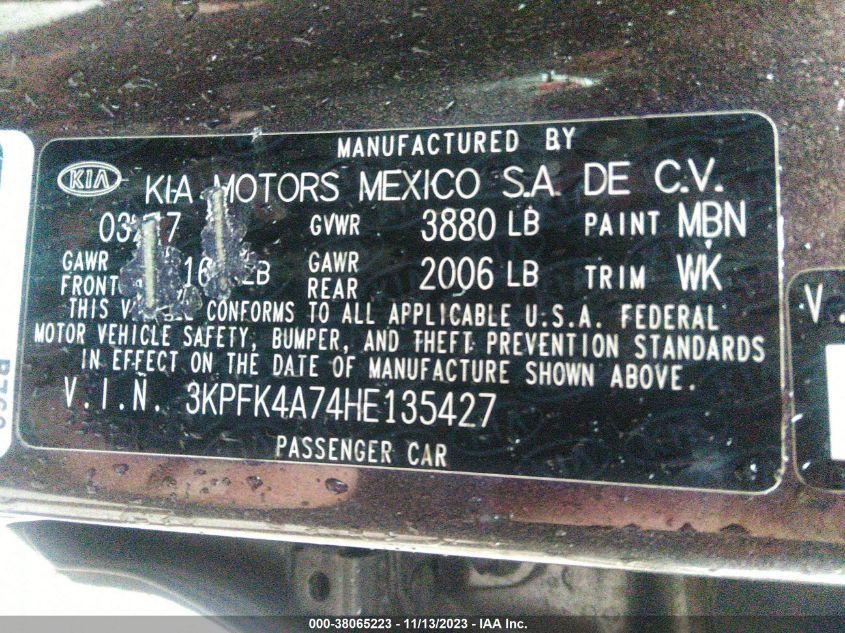 MANUFACTURED BY
KIA KIA MOTORS MEXICO S.A. DE C.V.
GVWR 3880 LB PAINT MBN
GAWR FRONT LB GAWR REAR 2006 LB TRIM WK
THIS CONFORMS TO ALL APPLICABLE U.S.A. FEDERAL
MOTOR VEHICLE SAFETY, BUMPER, AND THEFT PREVENTION STANDARDS
IN EFFECT ON THE DATE OF MANUFACTURE SHOWN ABOVE.
V.I.N. 3KPFK4A74HE135427
PASSENGER CAR
V.
000-38065223 - 11/13/2023 - IAA Inc.